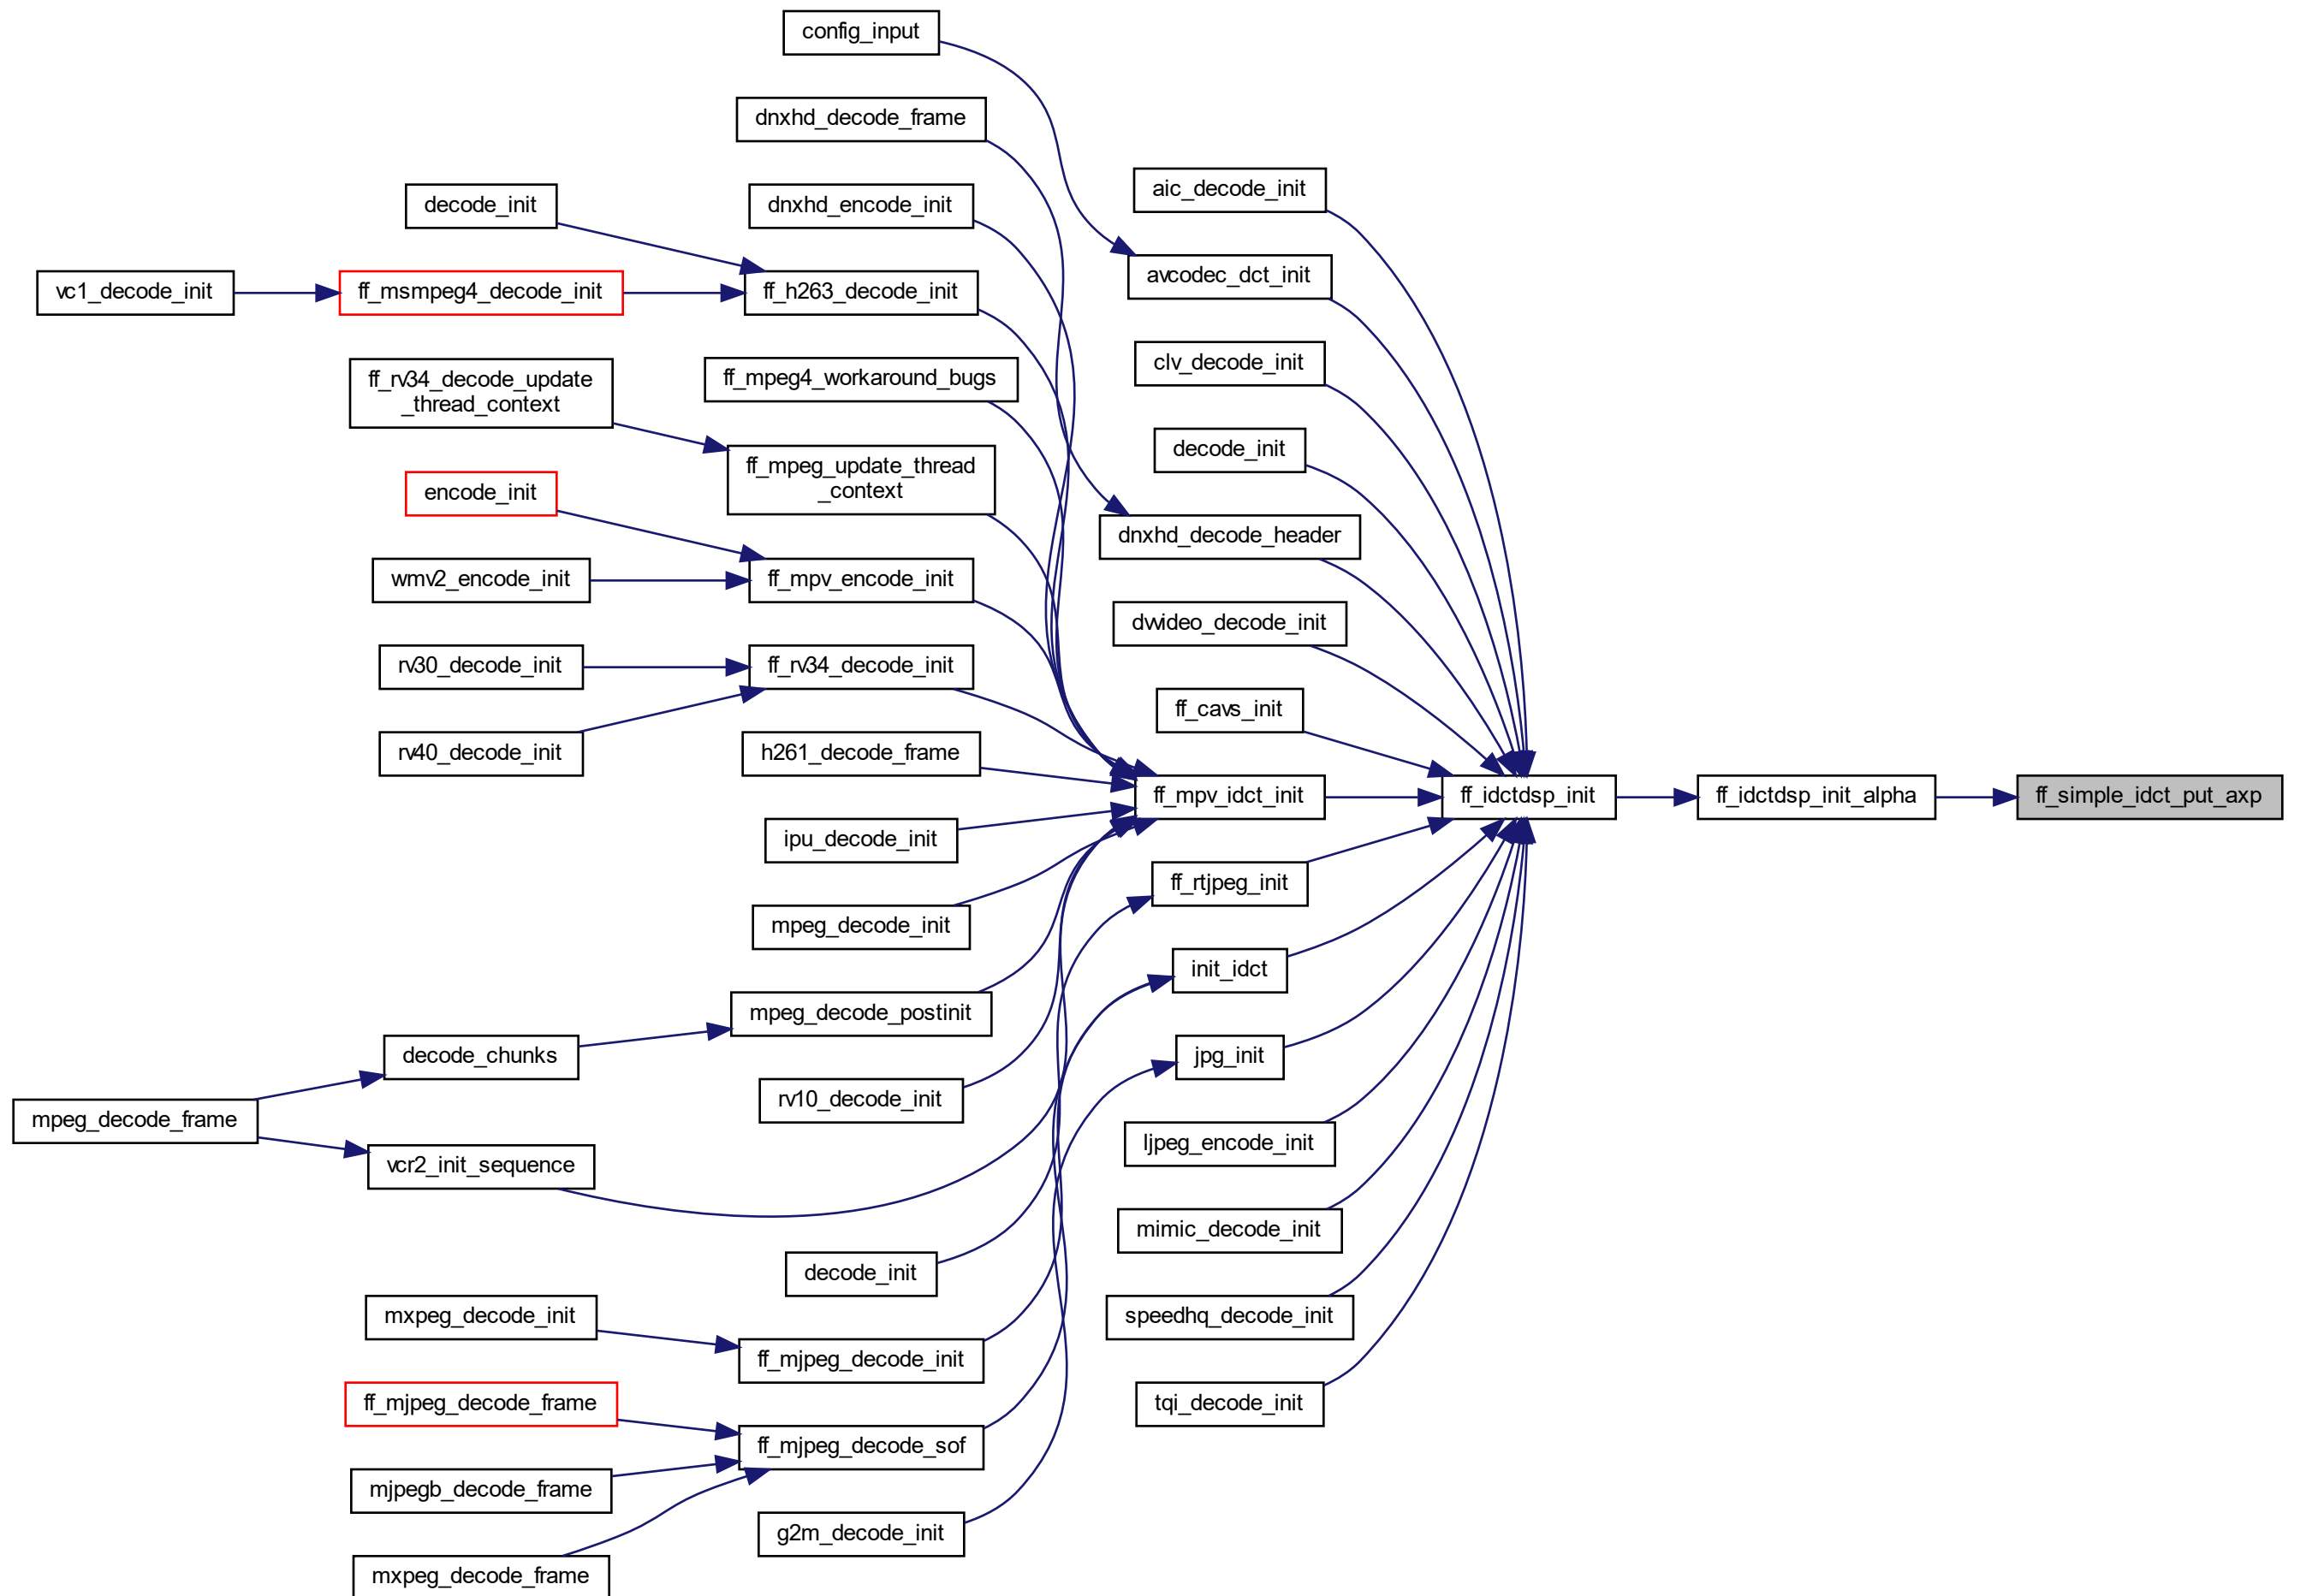 config_input
dnxhd_decode_frame
aic_decode_init
decode_init
dnxhd_encode_init
avcodec_dct_init
vc1_decode_init
ff_msmpeg4_decode_init
ff_h263_decode_init
clv_decode_init
ff_rv34_decode_update
_thread_context
ff_mpeg4_workaround_bugs
decode_init
ff_mpeg_update_thread
_context
encode_init
dnxhd_decode_header
wmv2_encode_init
ff_mpv_encode_init
dvvideo_decode_init
rv30_decode_init
ff_rv34_decode_init
ff_cavs_init
rv40_decode_init
h261_decode_frame
ff_mpv_idct_init
ff_idctdsp_init
ff_idctdsp_init_alpha
ff_simple_idct_put_axp
ipu_decode_init
ff_rtjpeg_init
mpeg_decode_init
init_idct
mpeg_decode_postinit
decode_chunks
jpg_init
mpeg_decode_frame
rv10_decode_init
ljpeg_encode_init
vcr2_init_sequence
mimic_decode_init
decode_init
mxpeg_decode_init
speedhq_decode_init
ff_mjpeg_decode_init
ff_mjpeg_decode_frame
tqi_decode_init
ff_mjpeg_decode_sof
mjpegb_decode_frame
g2m_decode_init
mxpeg_decode_frame